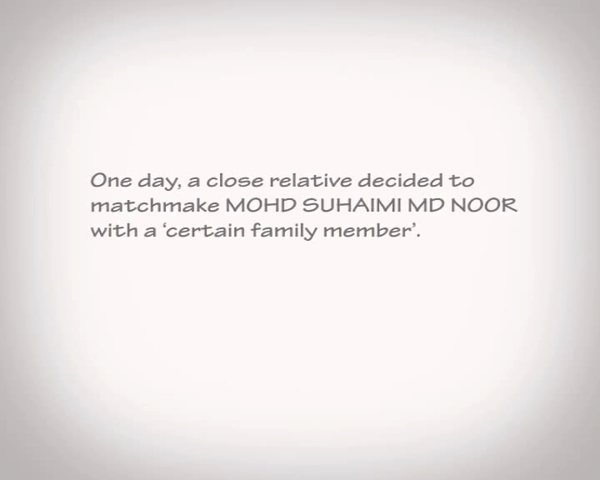 One day, a close relative decided to
matchmake MOHD SUHAIMI MD NOOR
with a ‘certain family member’.